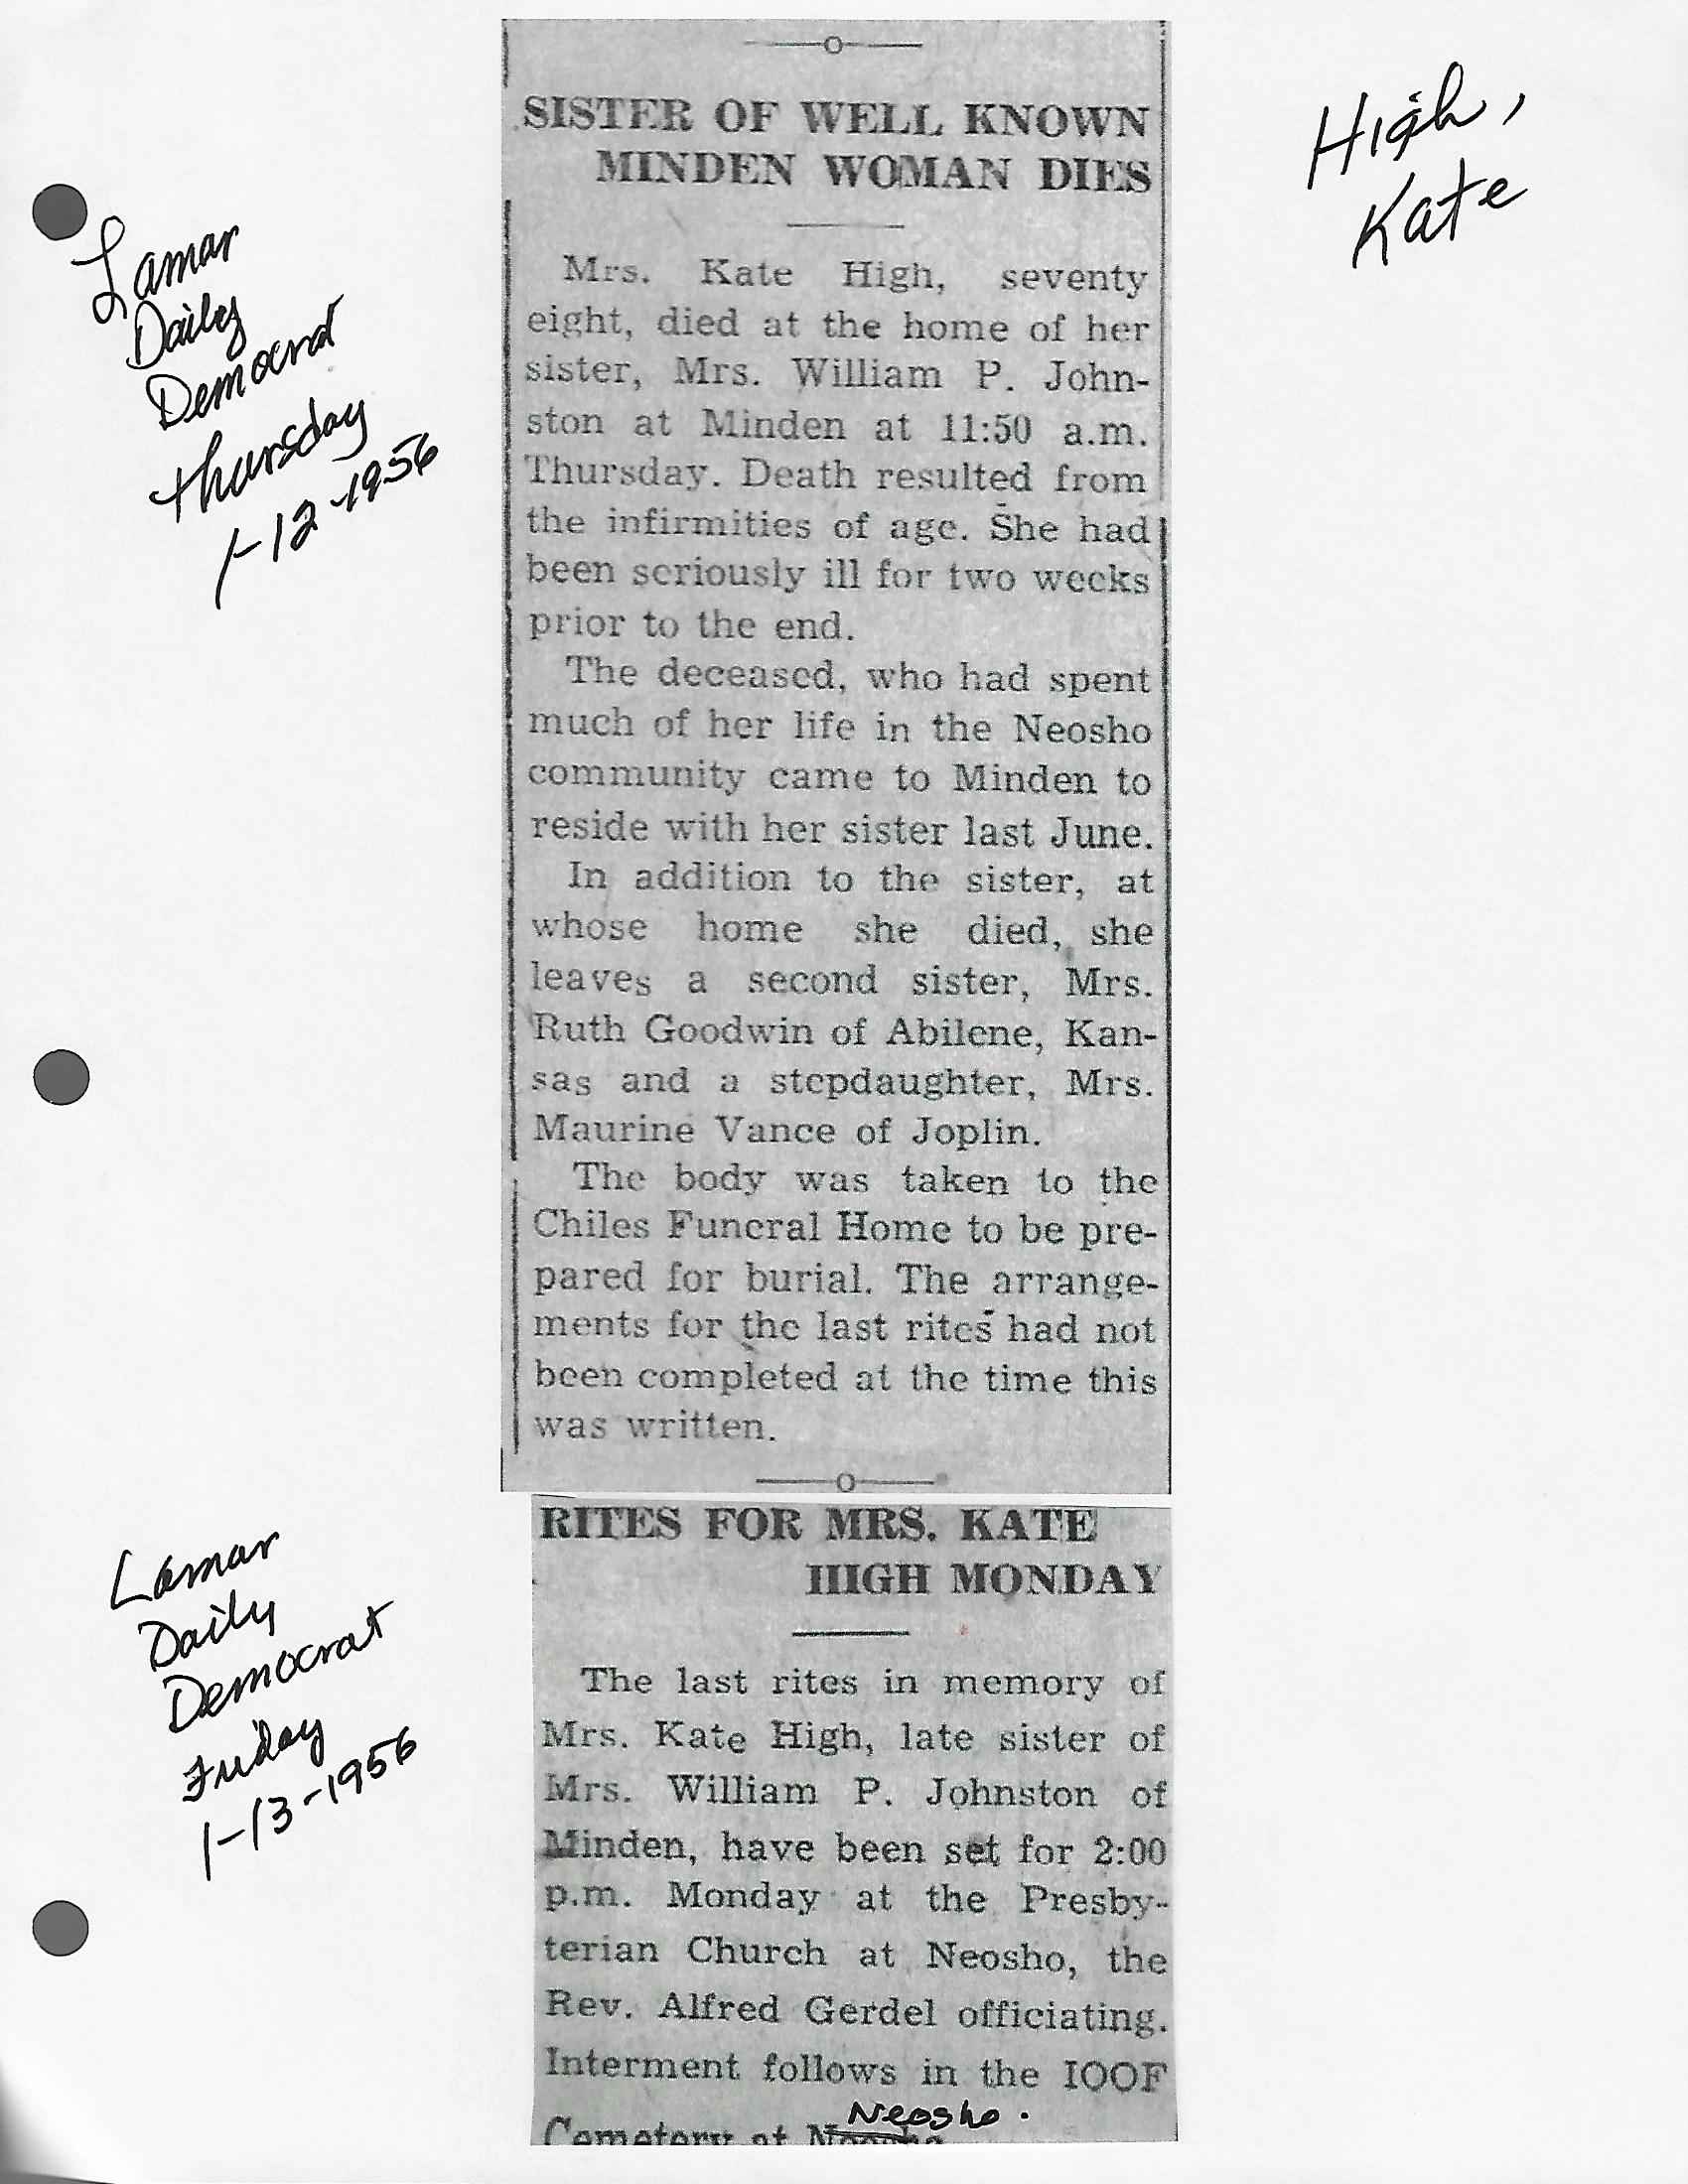 High,
Kate
Lamar
Daily
Democrat
Thursday
1-12-1956
SISTER OF WELL KNOWN
MINDEN WOMAN DIES
Mrs. Kate High, seventy
eight, died at the home of her
sister, Mrs. William P. John-
ston at Minden at 11:50 a.m.
Thursday. Death resulted from
the infirmities of age. She had
been seriously ill for two weeks
prior to the end.
The deceased, who had spent
much of her life in the Neosho
community came to Minden to
reside with her sister last June.
In addition to the sister, at
whose home she died, she
leaves a second sister, Mrs.
Ruth Goodwin of Abilene, Kan-
sas and a stepdaughter, Mrs.
Maurine Vance of Joplin.
The body was taken to the
Chiles Funeral Home to be pre-
pared for burial. The arrange-
ments for the last rites had not
been completed at the time this
was written.
Lamar
Daily
Democrat
Friday
1-13-1956
RITES FOR MRS. KATE
HIGH MONDAY
The last rites in memory of
Mrs. Kate High, late sister of
Mrs. William P. Johnston of
Minden, have been set for 2:00
p.m. Monday at the Presby-
terian Church at Neosho, the
Rev. Alfred Gerdel officiating.
Interment follows in the IOOF
Neosho.
Cemetery at Neosho